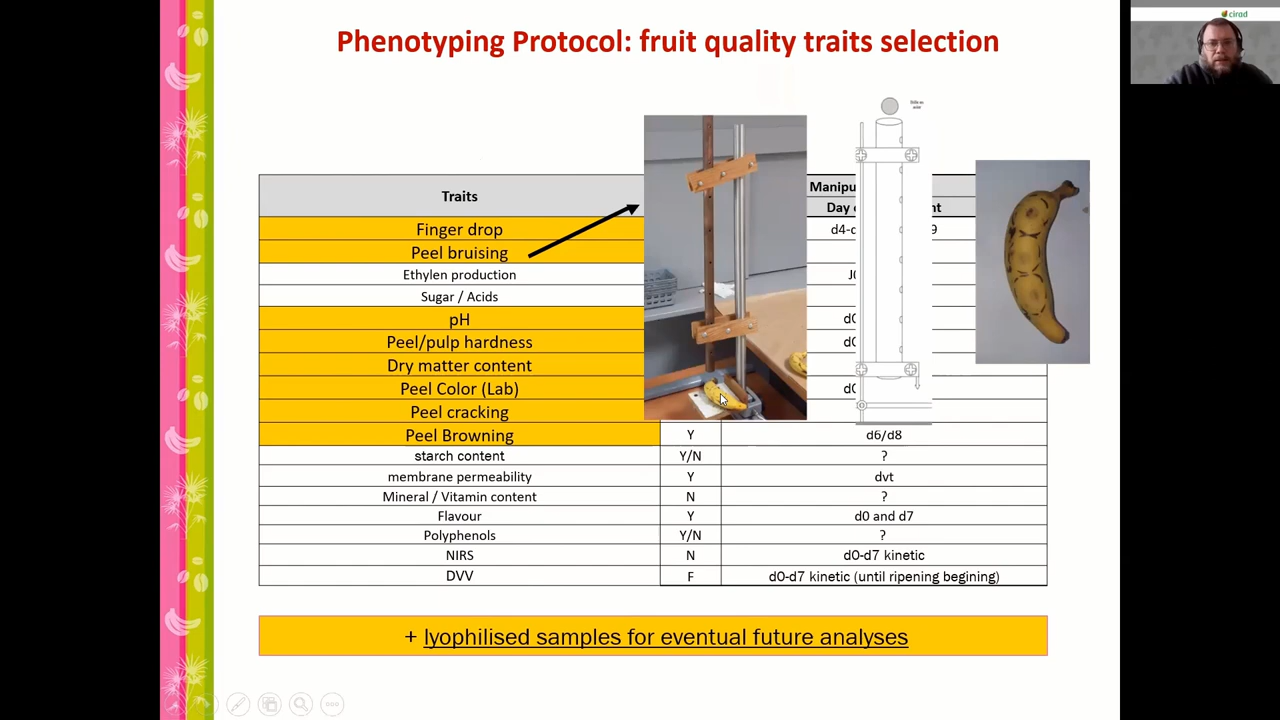 Phenotyping Protocol: fruit quality traits selection
cirad
Traits
Manipu
Day
nt
Finger drop
d4-
9
Peel bruising
Ethylen production
Sugar / Acids
pH
Peel/pulp hardness
Dry matter content
Peel Color (Lab)
Peel cracking
Peel Browning Y d6/d8
starch content Y/N ?
membrane permeability Y dvt
Mineral / Vitamin content N ?
Flavour Y d0 and d7
Polyphenols Y/N ?
NIRS N d0-d7 kinetic
DVV F d0-d7 kinetic (until ripening begining)
+ lyophilised samples for eventual future analyses